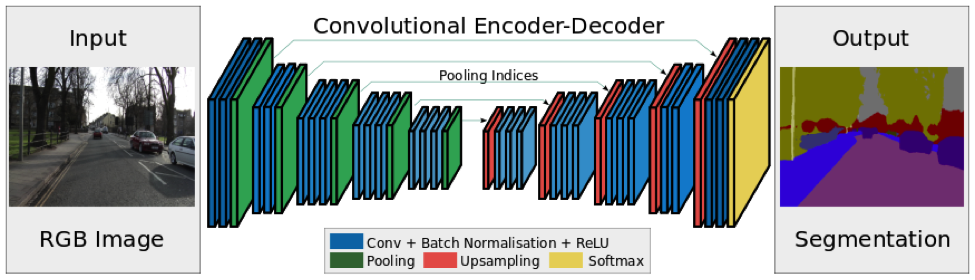 Input
RGB Image
Convolutional Encoder-Decoder
Pooling Indices
Conv + Batch Normalisation + ReLU
Pooling Upsampling Softmax
Output
Segmentation